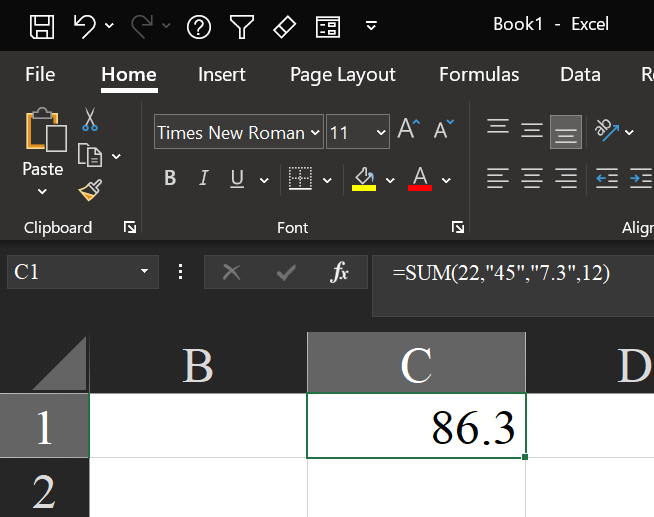 Book1 - Excel
File Home Insert Page Layout Formulas Data R
Paste
Times New Roman 11 A A
B I U A
ab
Clipboard Font Align
C1 fx =SUM(22,"45","7.3",12)
B C D
1 86.3
2